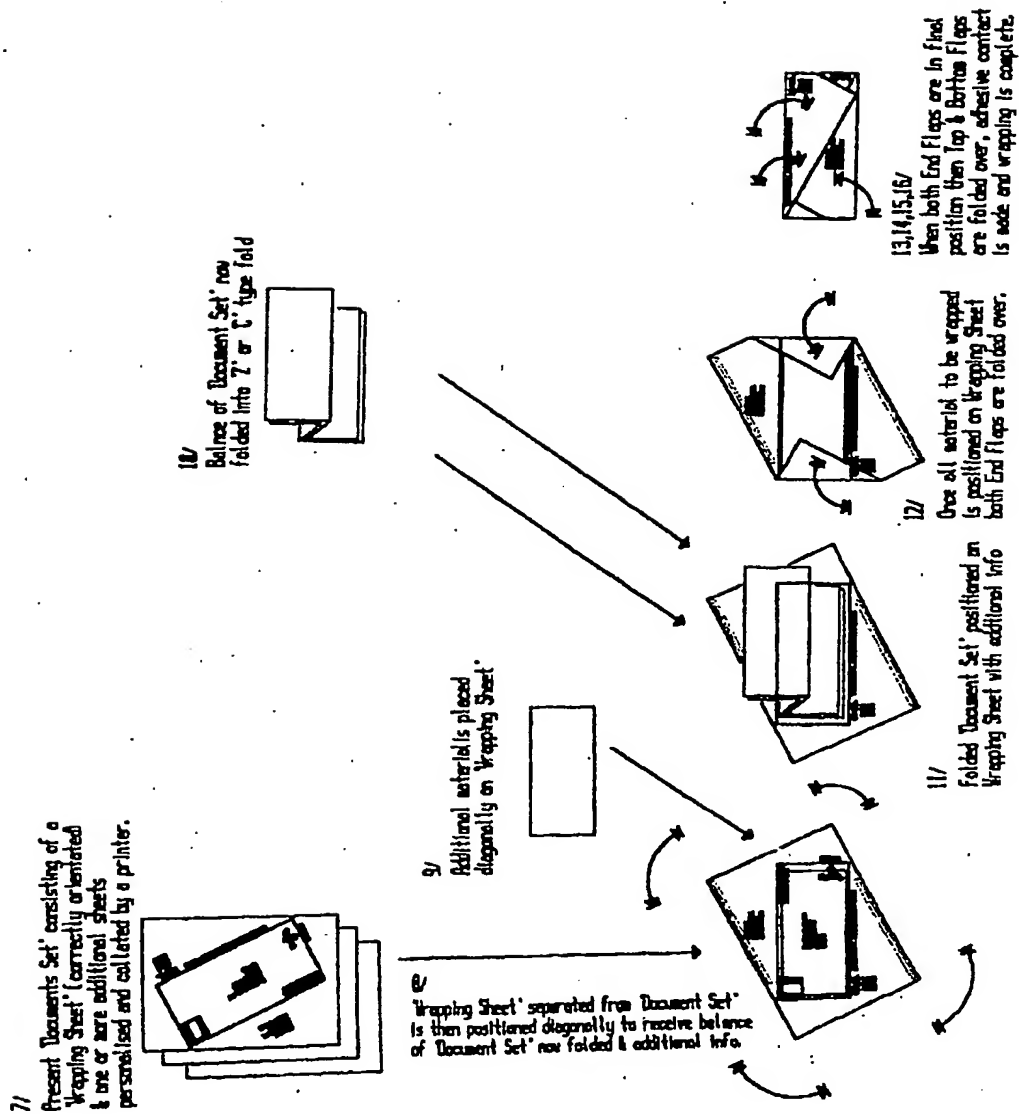 7/
Present 'Documents Set' consisting of a
'Wrapping Sheet' (correctly orientated)
& one or more additional sheets
personalised and collated by a printer.
8/
'Wrapping Sheet' separated from 'Document Set'
is then positioned diagonally to receive balance
of 'Document Set' now folded & additional info.
9/
Additional material is placed
diagonally on 'Wrapping Sheet'
10/
Balnce of 'Document Set' now
folded into 'Z' or 'C' type fold
11/
Folded 'Document Set' positioned on
Wrapping Sheet with additional info
12/
Once all material to be wrapped
is positioned on Wrapping Sheet
both End Flaps are folded over.
13,14,15,16/
When both End Flaps are in final
position then Top & Bottom Flaps
are folded over, adhesive contact
is made and wrapping is complete.